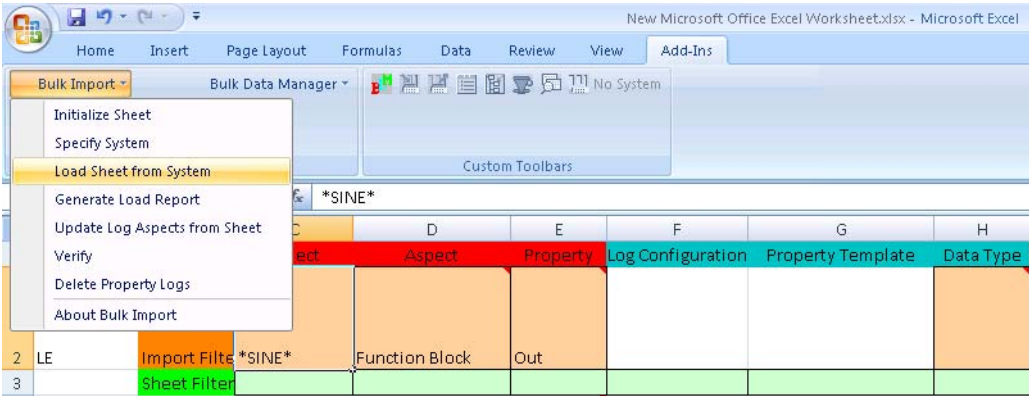 New Microsoft Office Excel Worksheet.xlsx - Microsoft Excel
Home Insert Page Layout Formulas Data Review View Add-Ins
Bulk Import Bulk Data Manager No System
Initialize Sheet
Specify System
Load Sheet from System
Custom Toolbars
Generate Load Report
fx *SINE*
Update Log Aspects from Sheet
D E F G H
Verify
ect Aspect Property Log Configuration Property Template Data Type
Delete Property Logs
About Bulk Import
2 LE Import Filte *SINE* Function Block Out
3 Sheet Filter